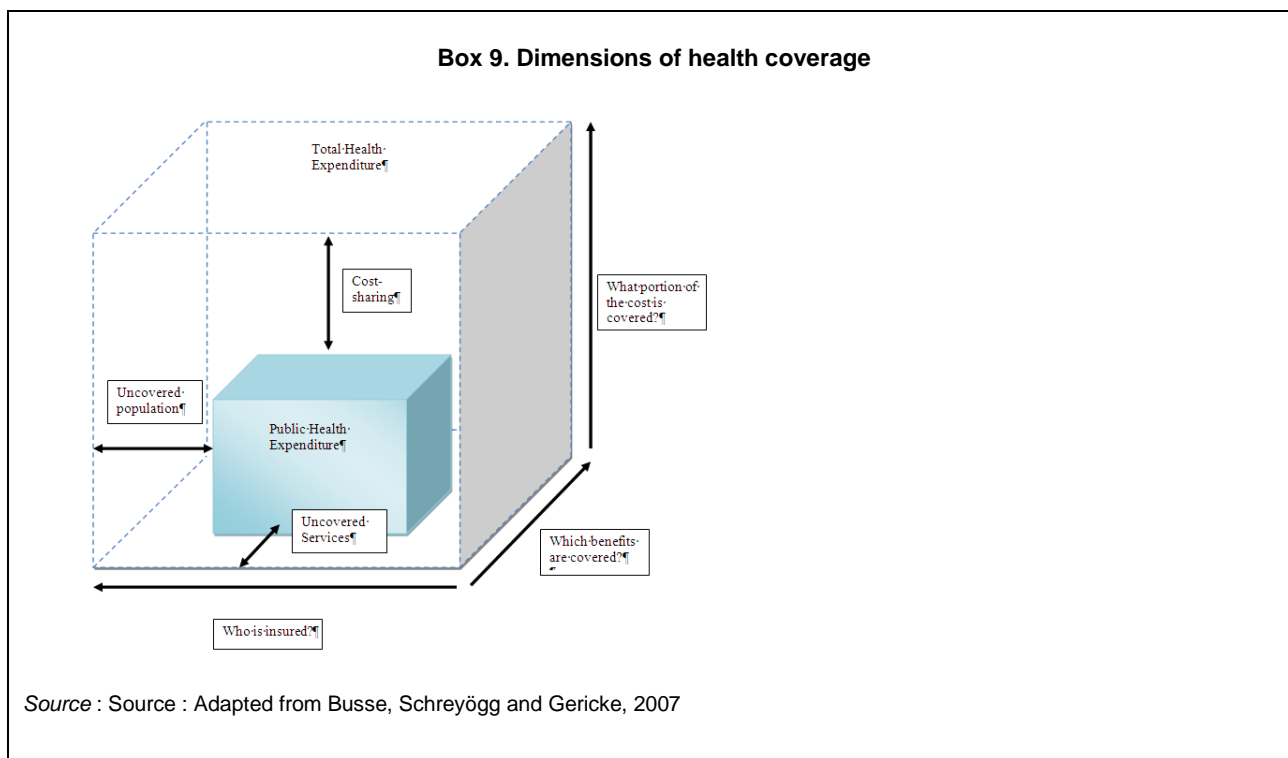 Box 9. Dimensions of health coverage
Total·Health·
Expenditure¶
Cost-
sharing¶
What·portion·of·
the·cost·is·
covered?¶
Uncovered·
population¶
Public·Health·
Expenditure¶
Uncovered·
Services¶
Which·benefits·
are·covered?¶
¶
Who·is·insured?¶
Source : Source : Adapted from Busse, Schreyögg and Gericke, 2007